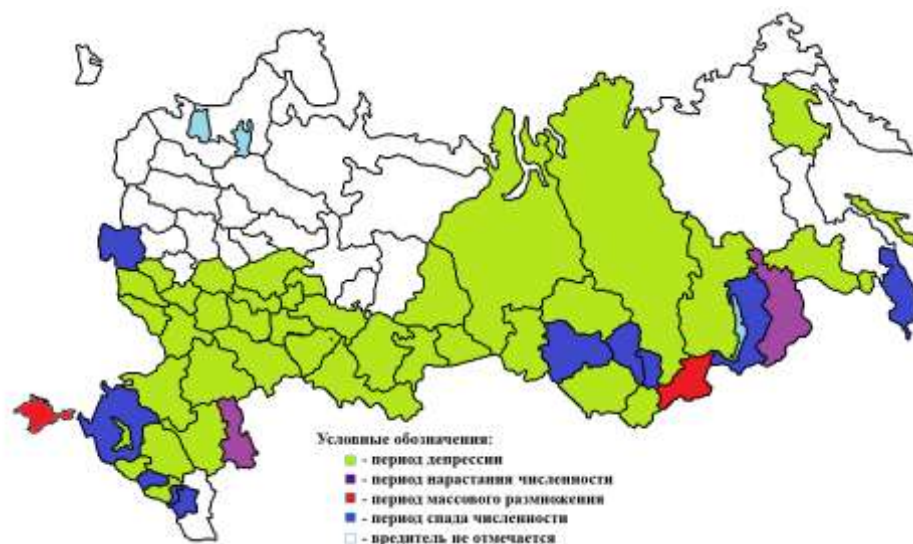 Условные обозначения:
- период депрессии
- период нарастания численности
- период массового размножения
- период спада численности
- вредитель не отмечается